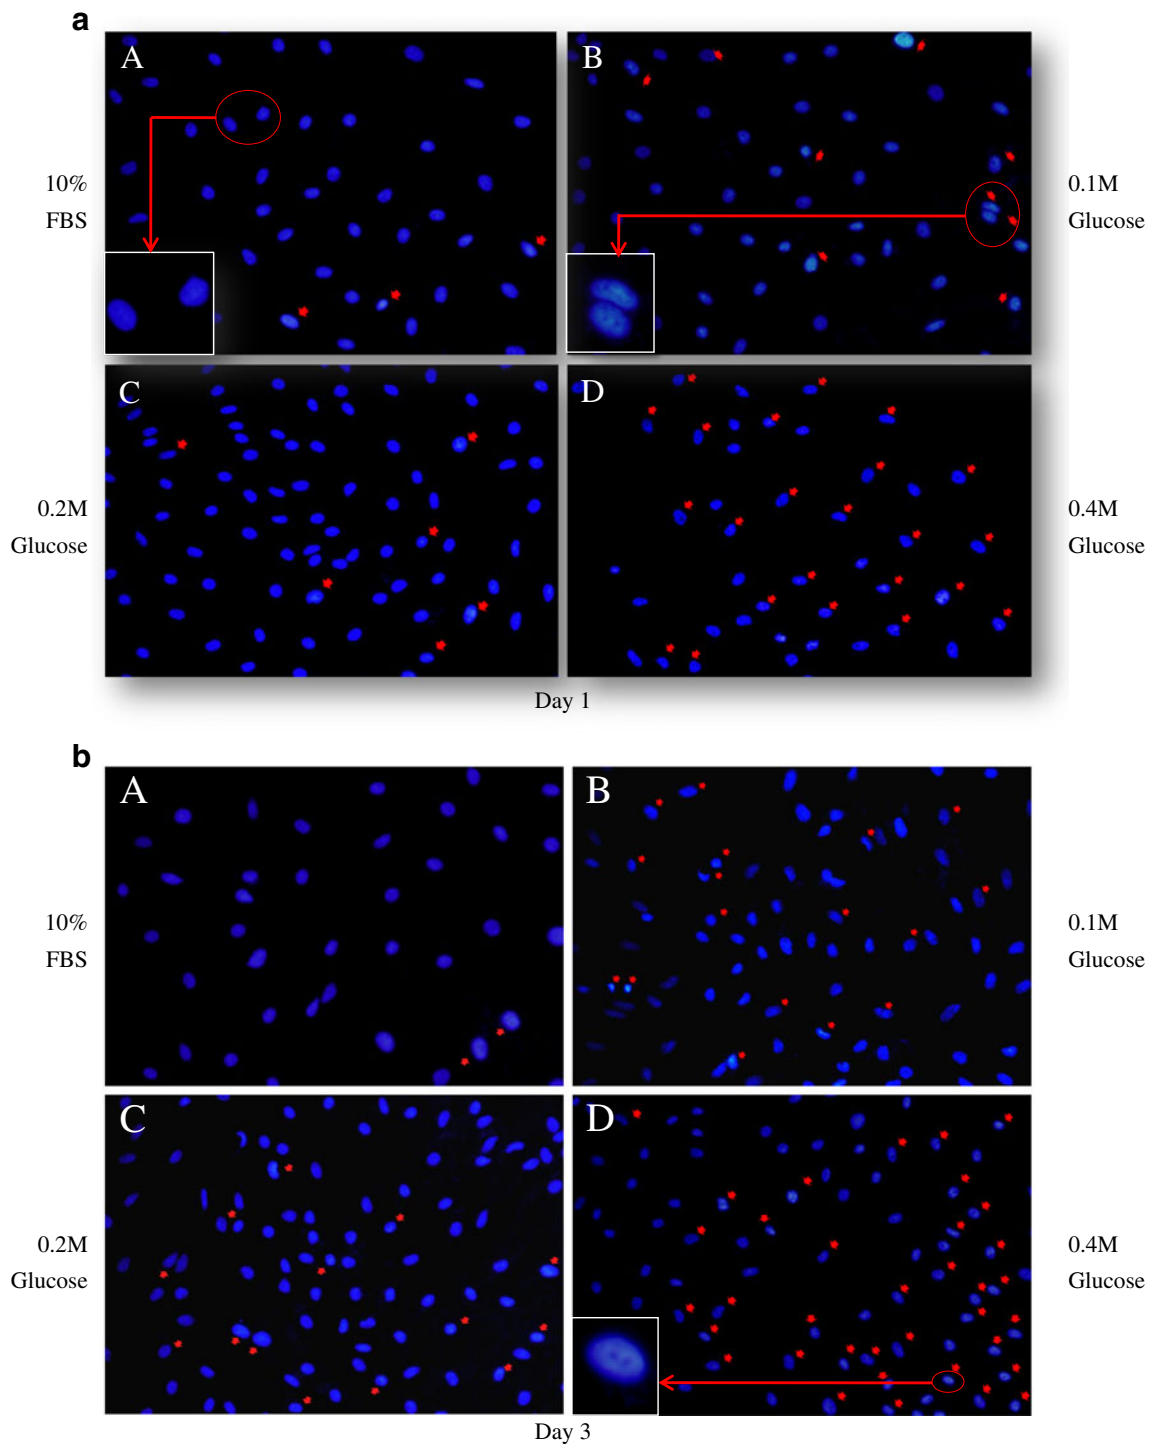 a
A
B
10%
FBS
0.1M
Glucose
C
D
0.2M
Glucose
0.4M
Glucose
Day 1
b
A
B
10%
FBS
0.1M
Glucose
C
D
0.2M
Glucose
0.4M
Glucose
Day 3